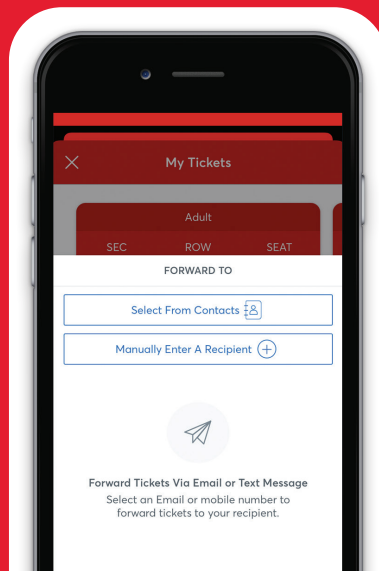 My Tickets
Adult
SEC ROW SEAT
FORWARD TO
Select From Contacts
Manually Enter A Recipient
Forward Tickets Via Email or Text Message
Select an Email or mobile number to
forward tickets to your recipient.